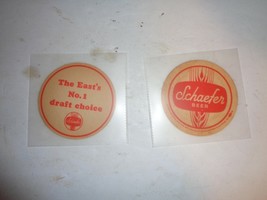 The East's
No. 1
draft choice
Schaefer
BEER